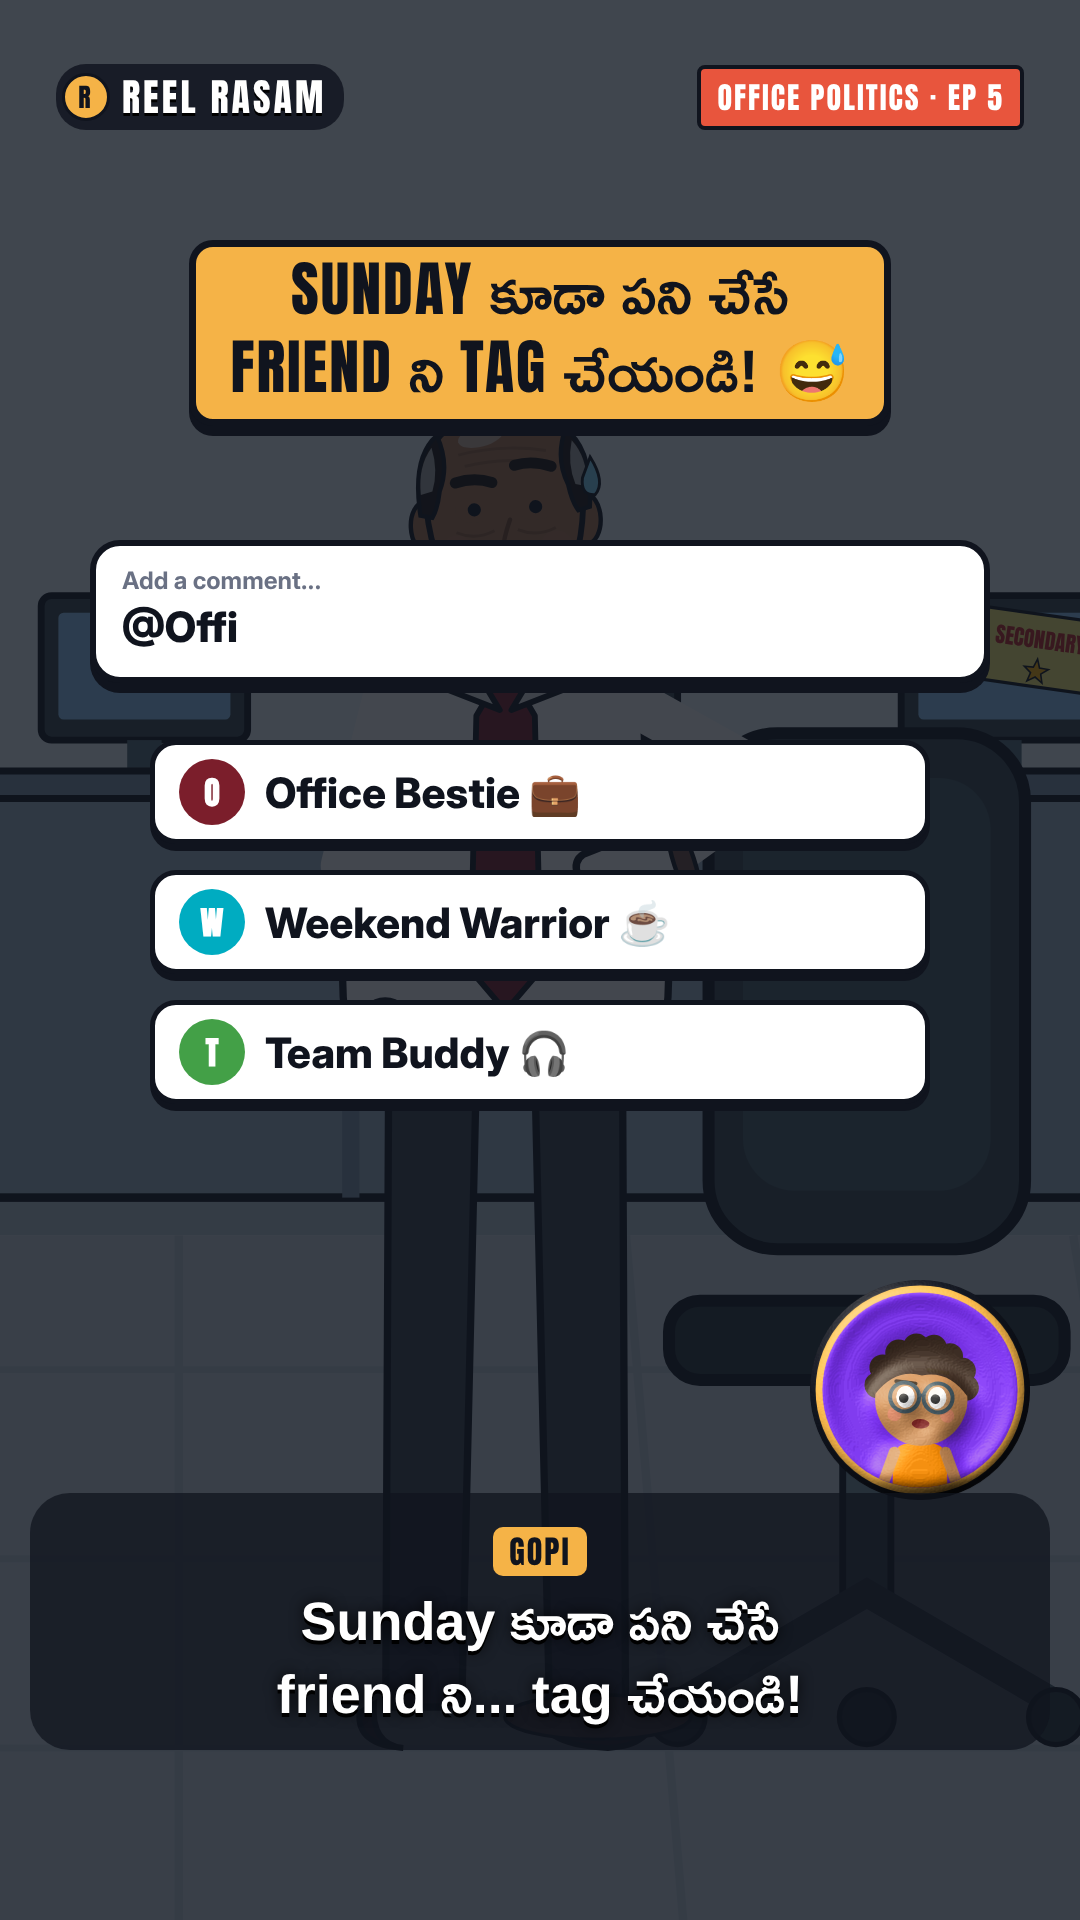 R REEL RASAM
OFFICE POLITICS · EP 5
SUNDAY కూడా పని చేసే
FRIEND ని TAG చేయండి! 😅
Add a comment...
@Offi
SECONDARY
O Office Bestie 💼
W Weekend Warrior ☕
T Team Buddy 🎧
GOPI
Sunday కూడా పని చేసే
friend ని... tag చేయండి!